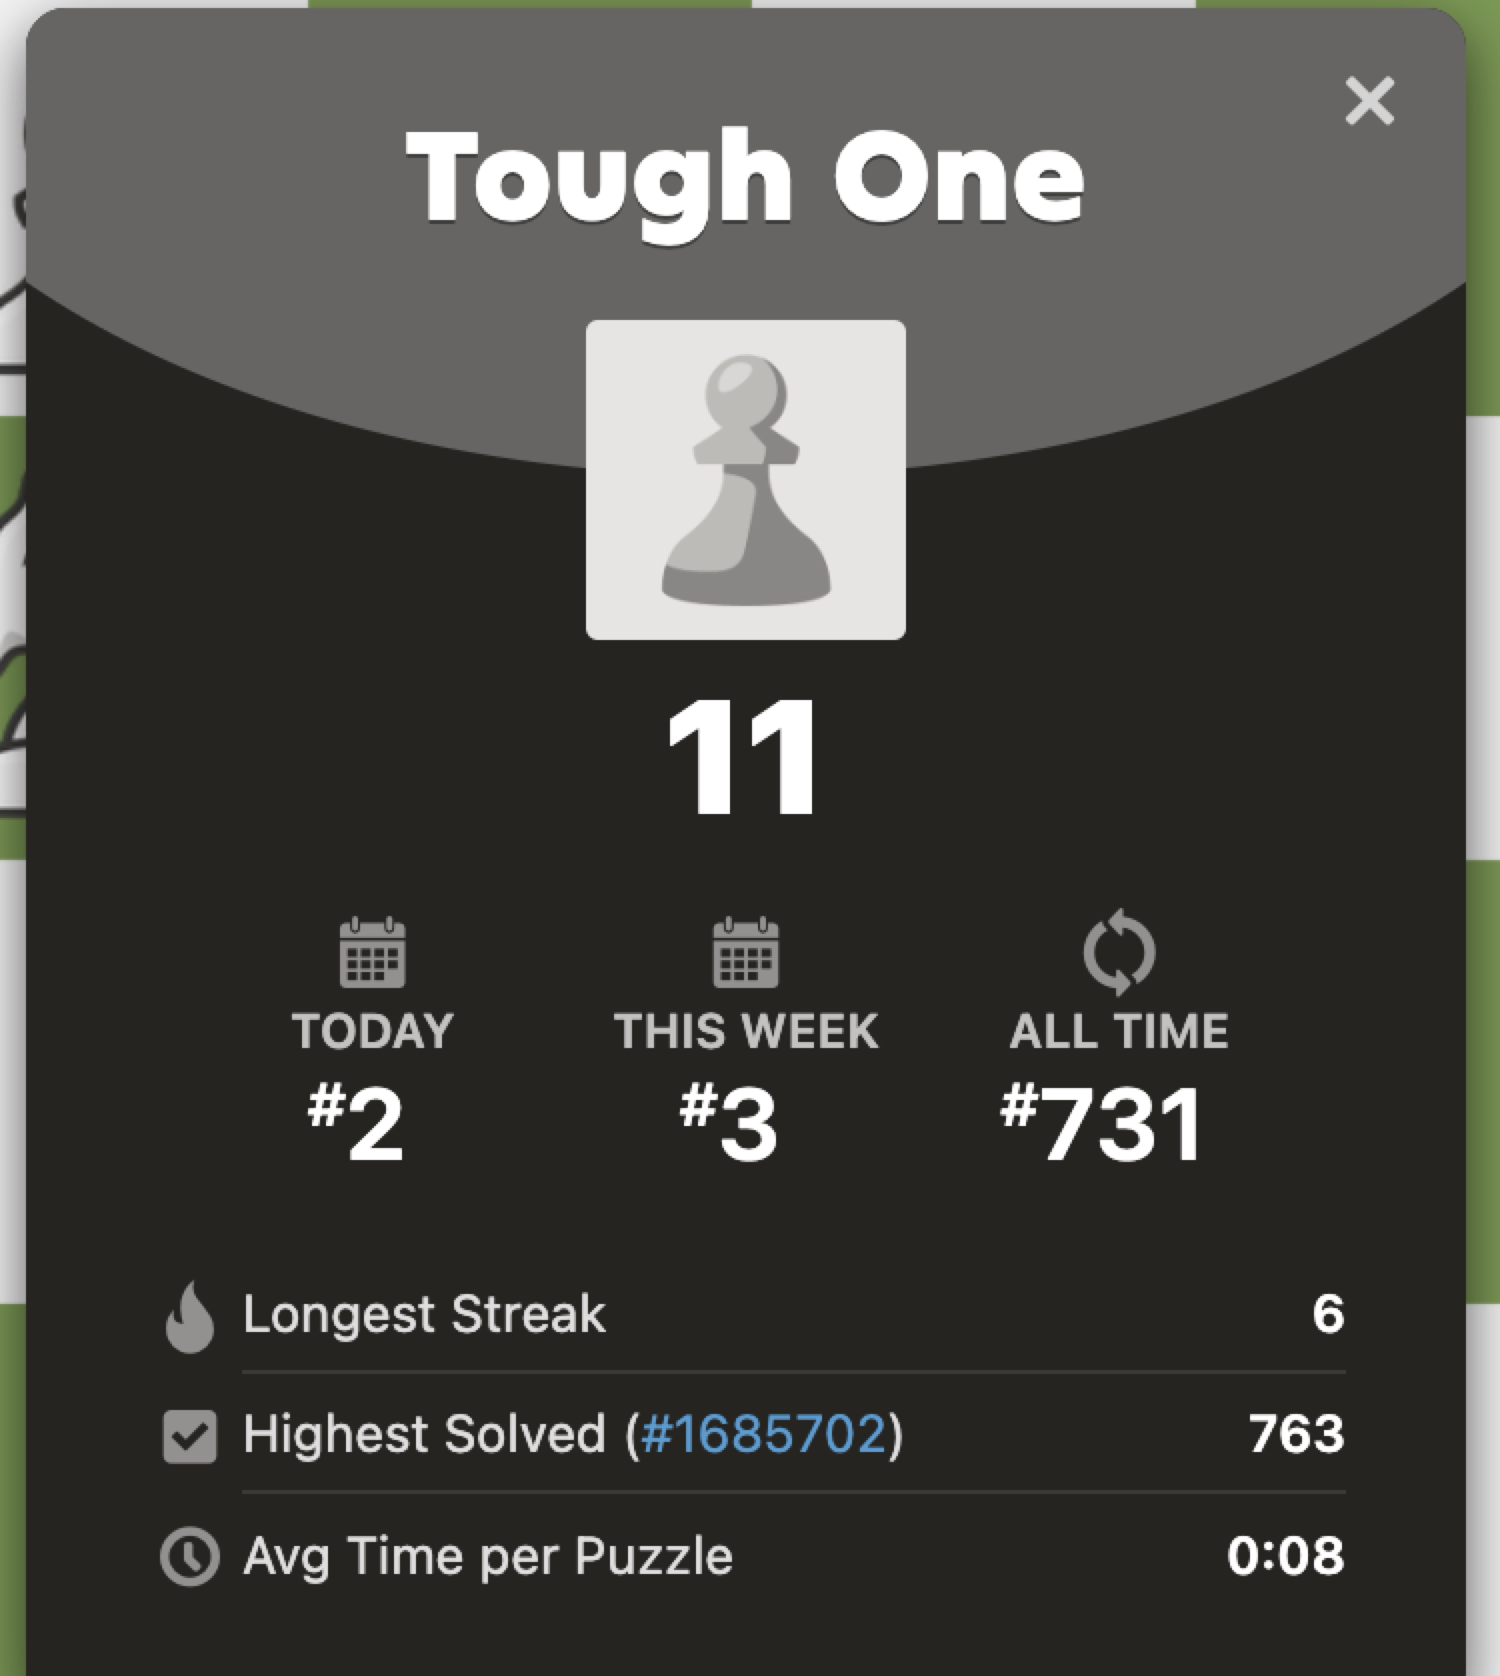 Tough One
11
TODAY THIS WEEK ALL TIME
#2 #3 #731
Longest Streak 6
Highest Solved (#1685702) 763
Avg Time per Puzzle 0:08